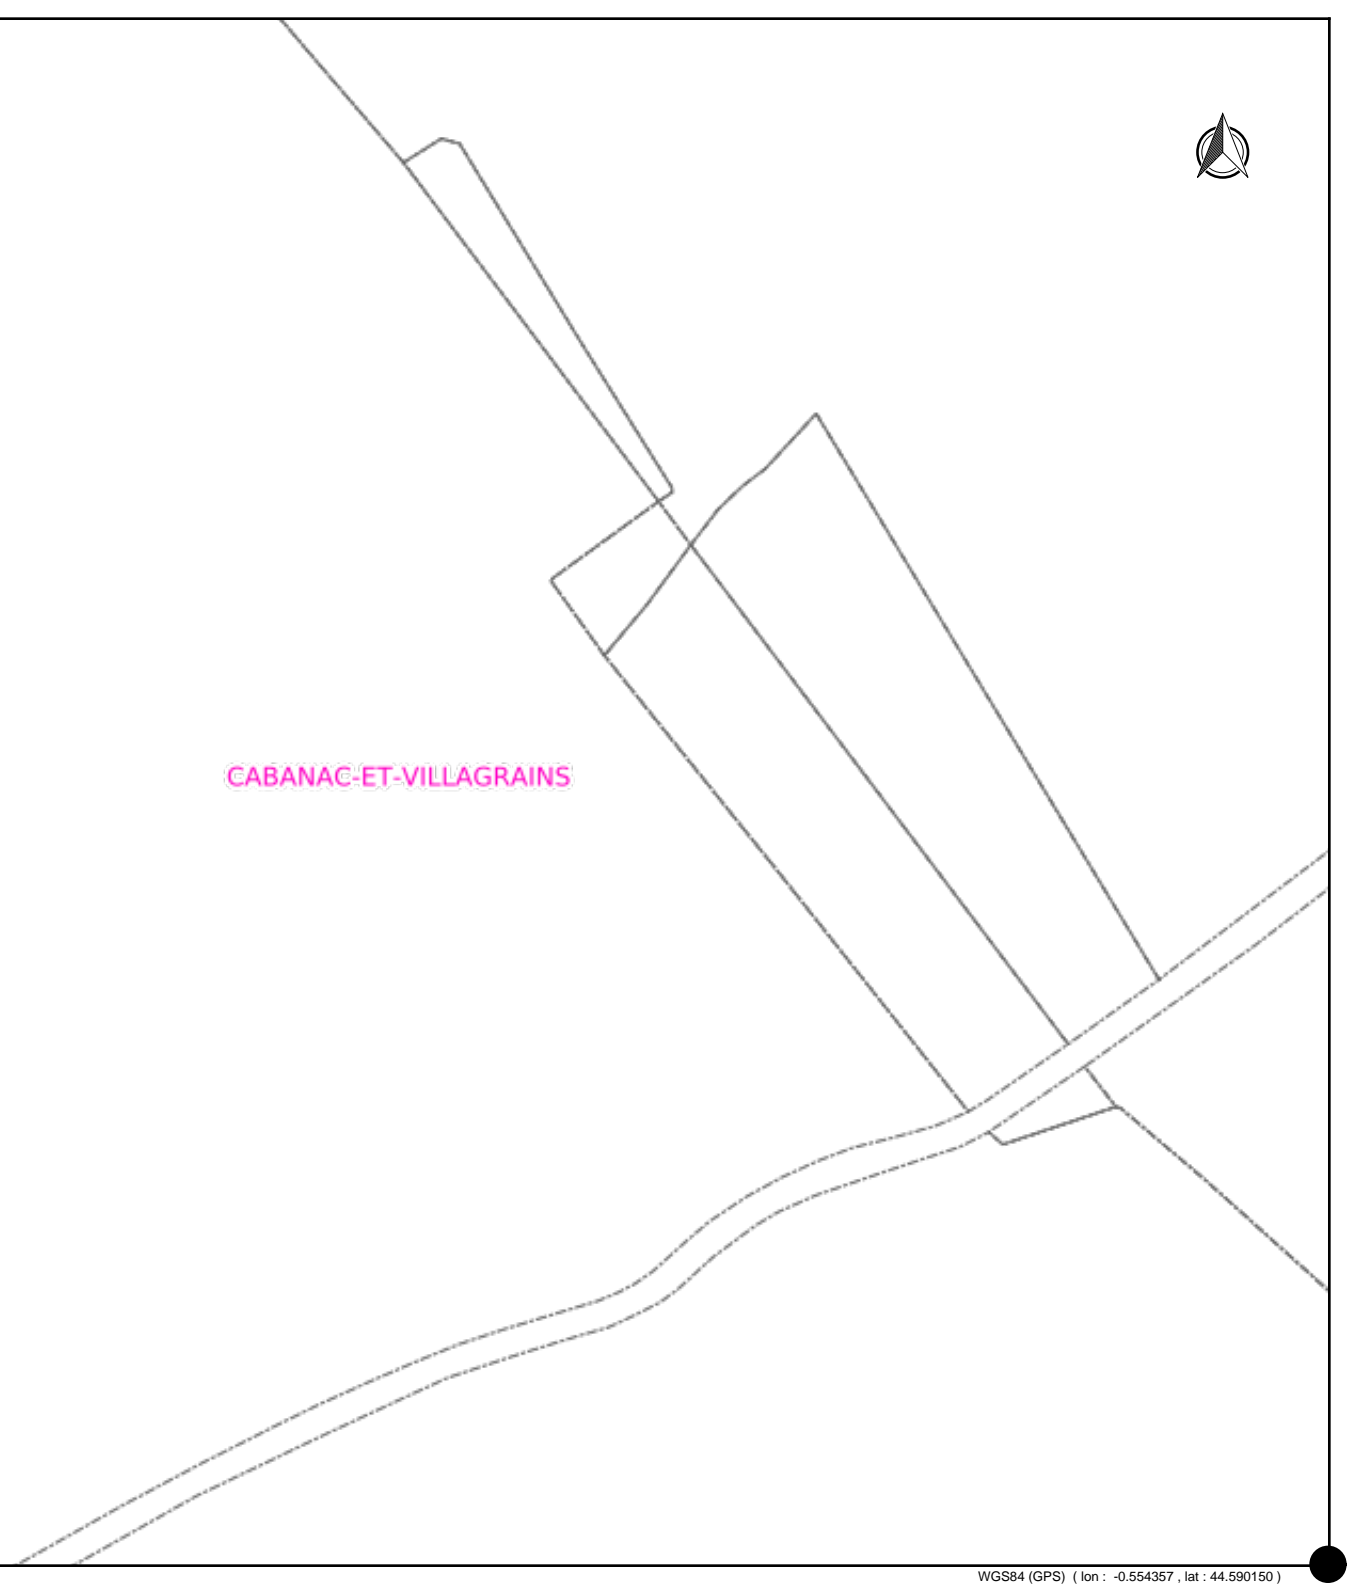 CABANAC-ET-VILLAGRAINS
WGS84 (GPS) ( lon : -0.554357 , lat : 44.590150 )